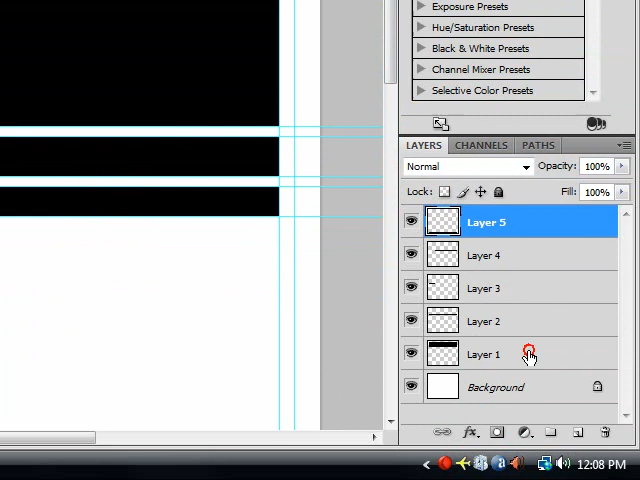 Exposure Presets
Hue/Saturation Presets
Black & White Presets
Channel Mixer Presets
Selective Color Presets
LAYERS CHANNELS PATHS
Normal Opacity: 100%
Lock: Fill: 100%
Layer 5
Layer 4
Layer 3
Layer 2
Layer 1
Background
fx
12:08 PM